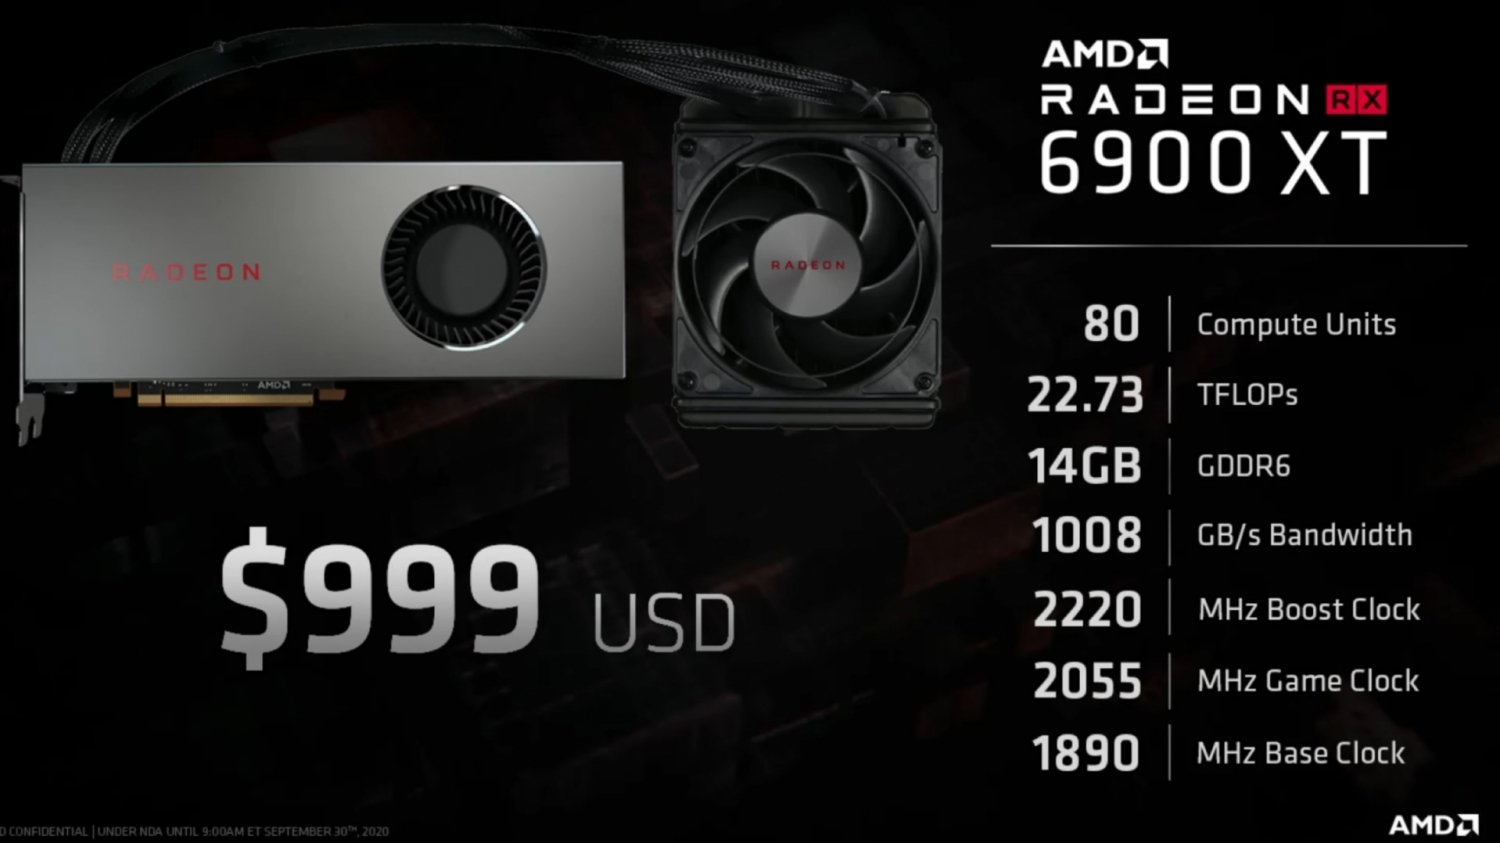 AMD
RADEON RX
6900 XT
RADEON
RADEON
AMD
80 Compute Units
22.73 TFLOPs
14GB GDDR6
1008 GB/s Bandwidth
2220 MHz Boost Clock
2055 MHz Game Clock
1890 MHz Base Clock
$999 USD
D CONFIDENTIAL | UNDER NDA UNTIL 9:00AM ET SEPTEMBER 30TH, 2020
AMD